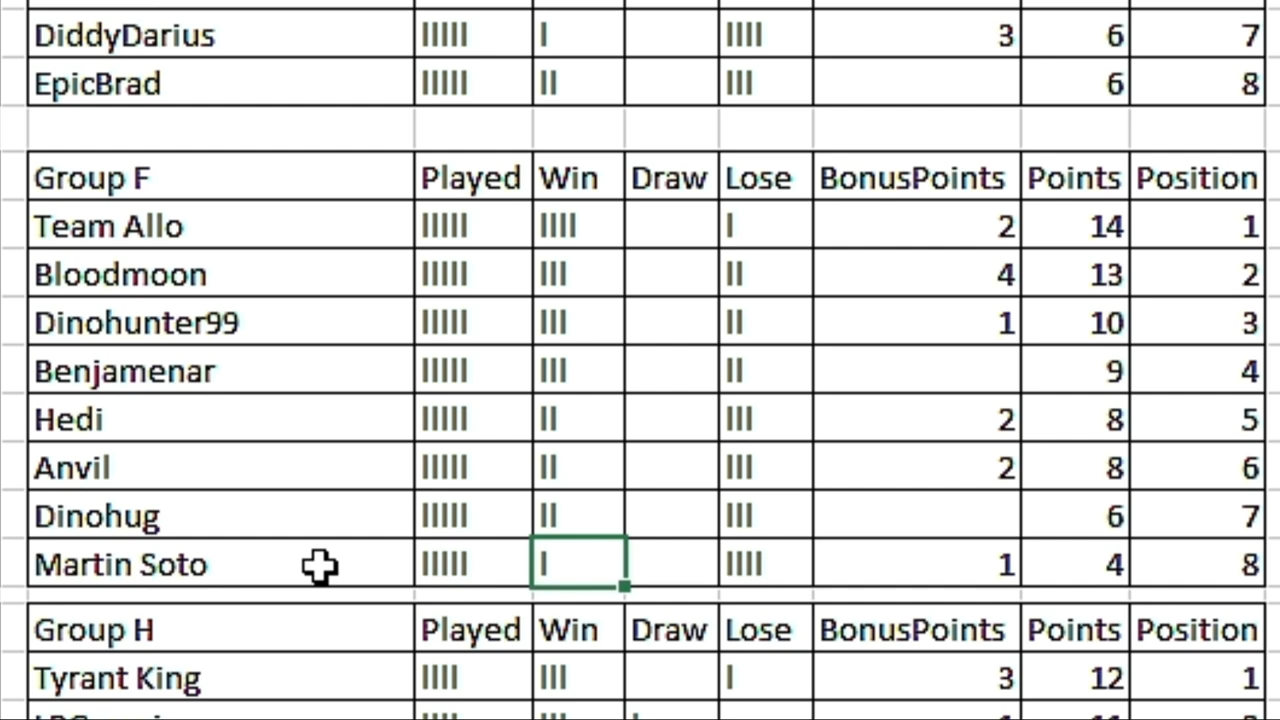 DiddyDarius IIIII I IIII 3 6 7
EpicBrad IIIII II III 6 8
Group F Played Win Draw Lose BonusPoints Points Position
Team Allo IIIII IIII I 2 14 1
Bloodmoon IIIII III II 4 13 2
Dinohunter99 IIIII III II 1 10 3
Benjamenar IIIII III II 9 4
Hedi IIIII II III 2 8 5
Anvil IIIII II III 2 8 6
Dinohug IIIII II III 6 7
Martin Soto IIIII I IIII 1 4 8
Group H Played Win Draw Lose BonusPoints Points Position
Tyrant King IIII III I 3 12 1